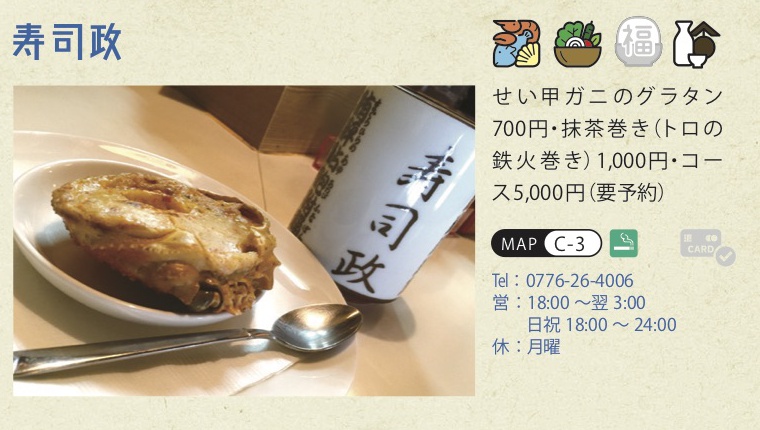 寿司政
福
せい甲ガニのグラタン
700円・抹茶巻き（トロの
鉄火巻き）1,000円・コー
ス5,000円（要予約）
MAP C-3
CARD
Tel：0776-26-4006
営：18:00 ～翌 3:00
日祝 18:00 ～ 24:00
休：月曜
寿司政